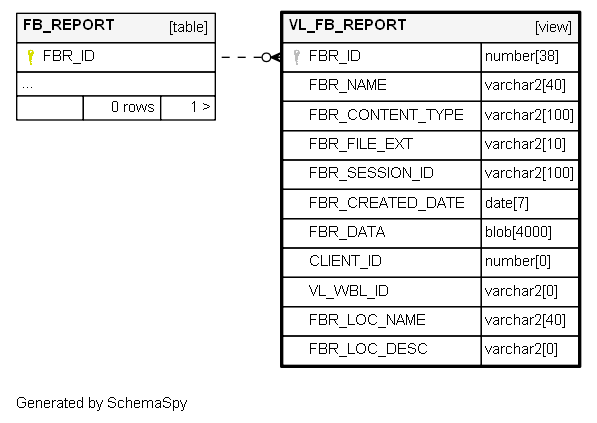 FB_REPORT [table]
FBR_ID
...
0 rows 1 >
VL_FB_REPORT [view]
FBR_ID number[38]
FBR_NAME varchar2[40]
FBR_CONTENT_TYPE varchar2[100]
FBR_FILE_EXT varchar2[10]
FBR_SESSION_ID varchar2[100]
FBR_CREATED_DATE date[7]
FBR_DATA blob[4000]
CLIENT_ID number[0]
VL_WBL_ID varchar2[0]
FBR_LOC_NAME varchar2[40]
FBR_LOC_DESC varchar2[0]
Generated by SchemaSpy